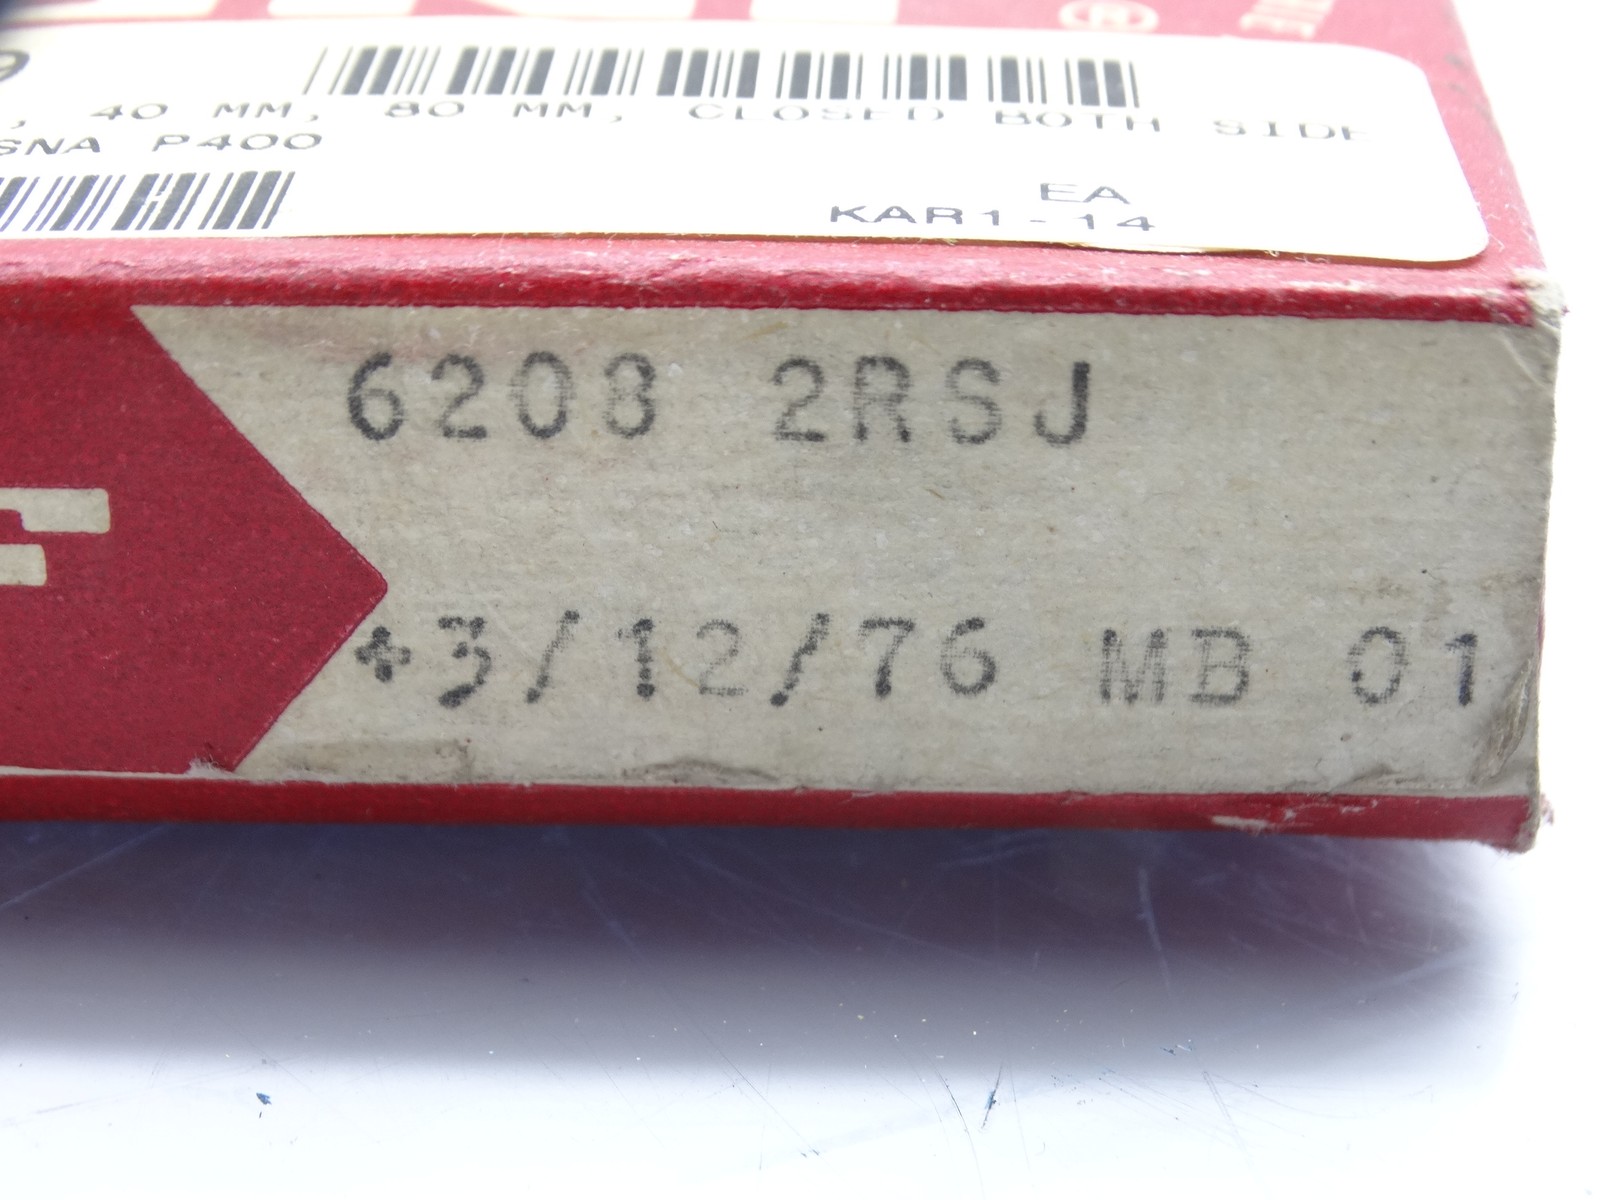 ®
9
, 40 MM, 80 MM, CLOSED BOTH SIDE
SNA P400
EA
KAR1-14
6208 2RSJ
+3/12/76 MB 01